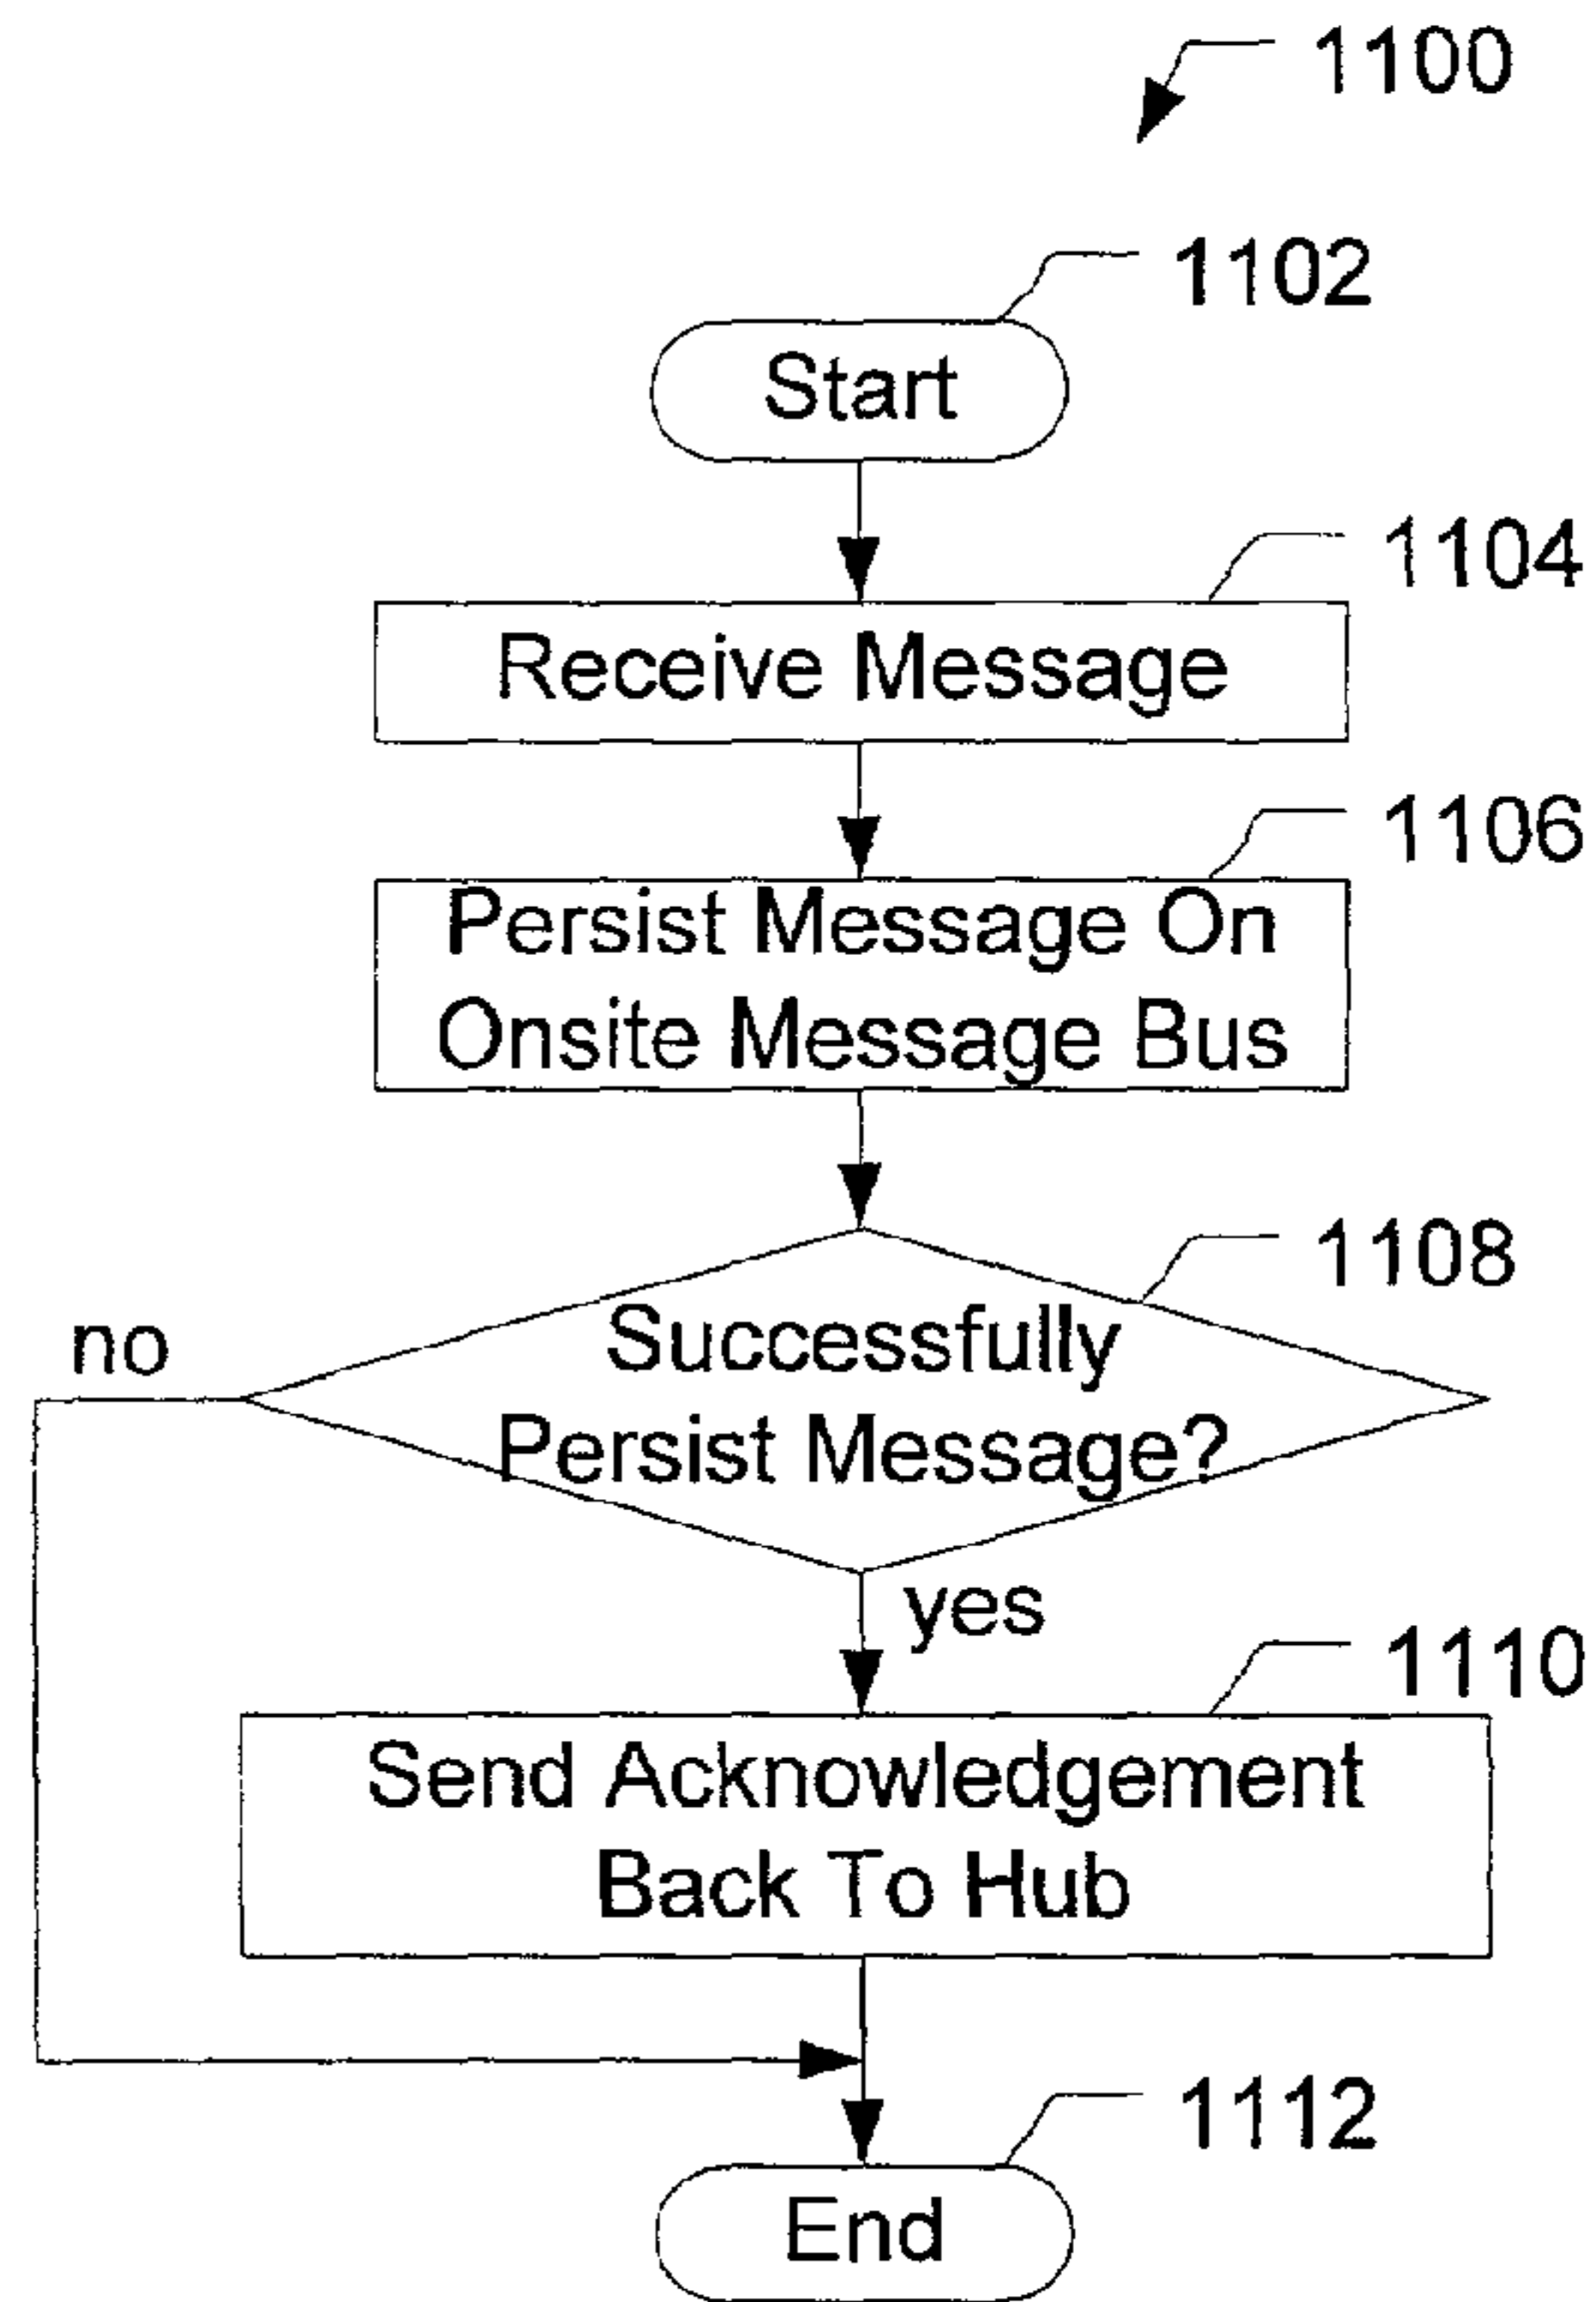 1100
1102
Start
1104
Receive Message
1106
Persist Message On
Onsite Message Bus
1108
no
Successfully
Persist Message?
yes
1110
Send Acknowledgement
Back To Hub
1112
End